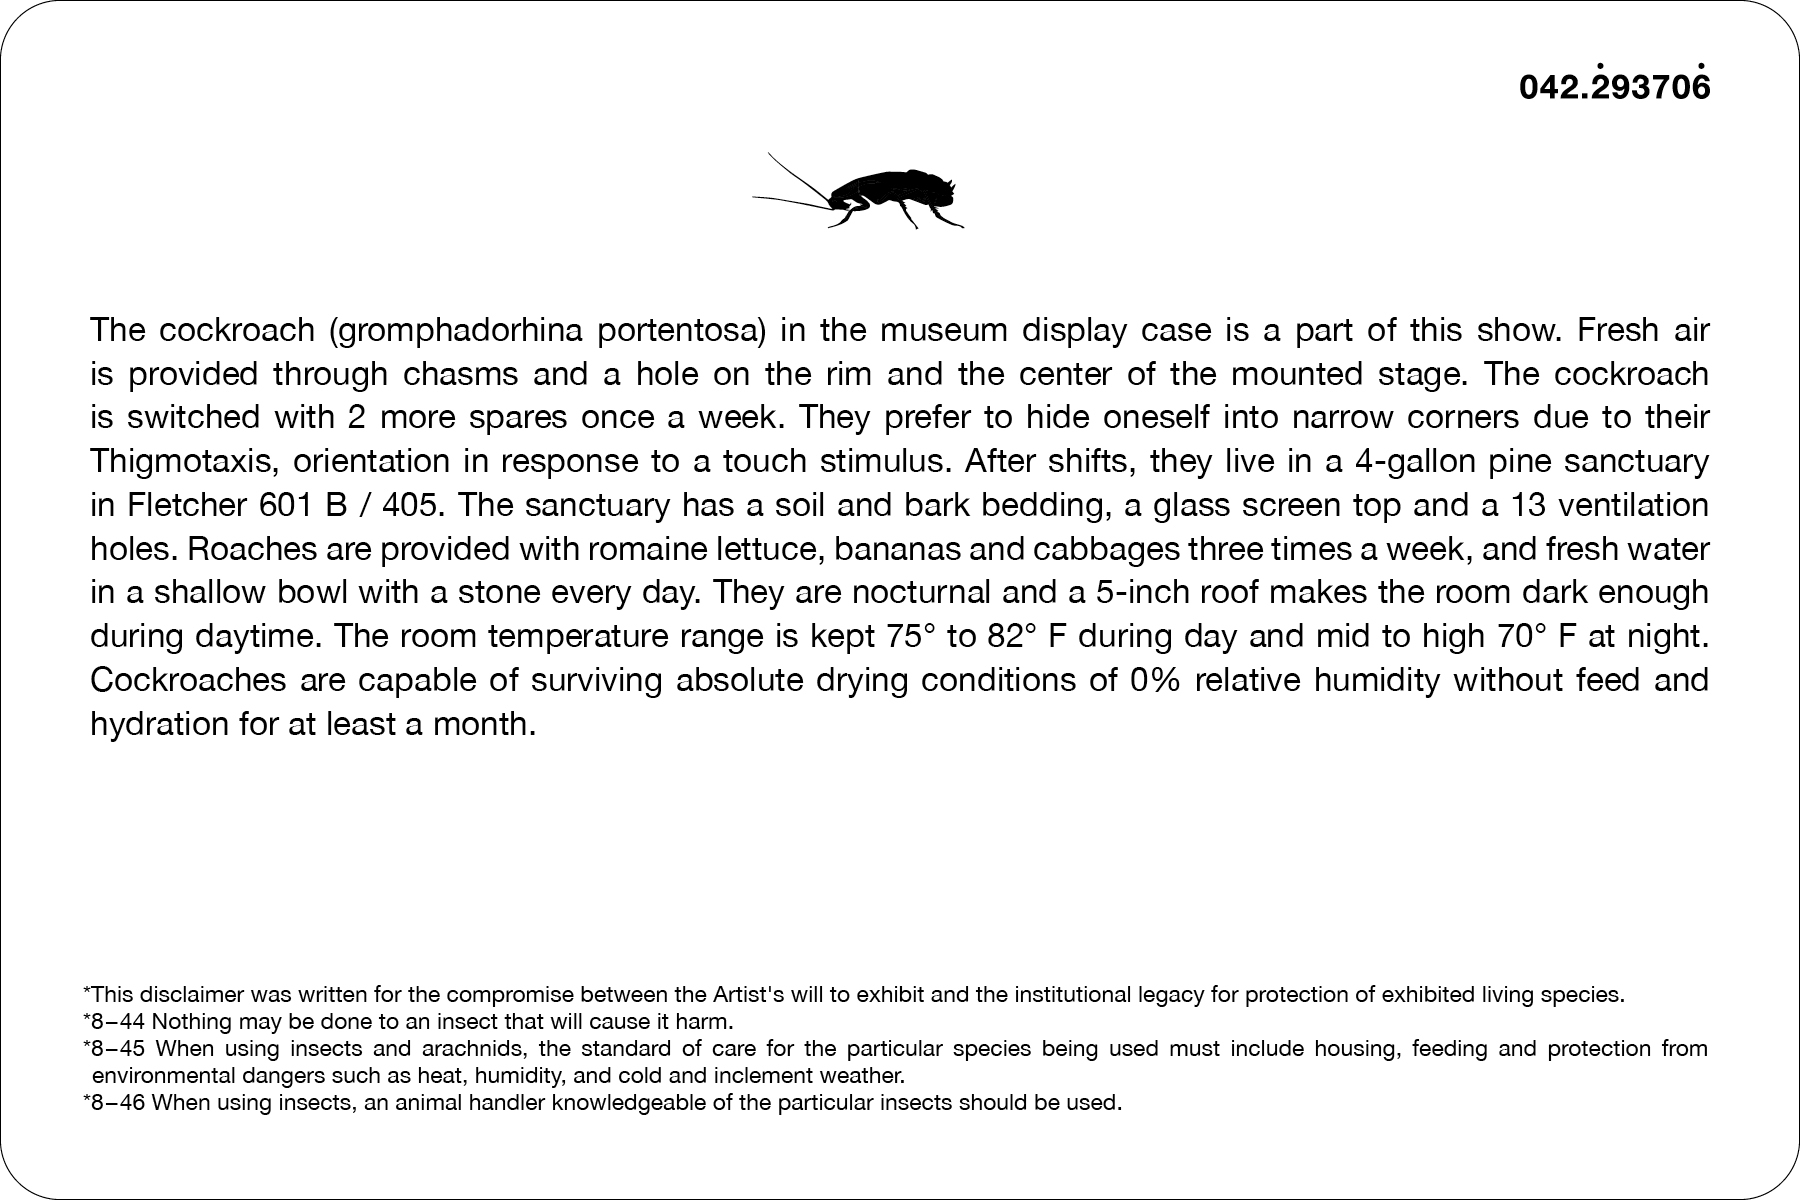 042.2̇93706̇
The cockroach (gromphadorhina portentosa) in the museum display case is a part of this show. Fresh air
is provided through chasms and a hole on the rim and the center of the mounted stage. The cockroach
is switched with 2 more spares once a week. They prefer to hide oneself into narrow corners due to their
Thigmotaxis, orientation in response to a touch stimulus. After shifts, they live in a 4-gallon pine sanctuary
in Fletcher 601 B / 405. The sanctuary has a soil and bark bedding, a glass screen top and a 13 ventilation
holes. Roaches are provided with romaine lettuce, bananas and cabbages three times a week, and fresh water
in a shallow bowl with a stone every day. They are nocturnal and a 5-inch roof makes the room dark enough
during daytime. The room temperature range is kept 75° to 82° F during day and mid to high 70° F at night.
Cockroaches are capable of surviving absolute drying conditions of 0% relative humidity without feed and
hydration for at least a month.
*This disclaimer was written for the compromise between the Artist's will to exhibit and the institutional legacy for protection of exhibited living species.
*8–44 Nothing may be done to an insect that will cause it harm.
*8–45 When using insects and arachnids, the standard of care for the particular species being used must include housing, feeding and protection from
environmental dangers such as heat, humidity, and cold and inclement weather.
*8–46 When using insects, an animal handler knowledgeable of the particular insects should be used.